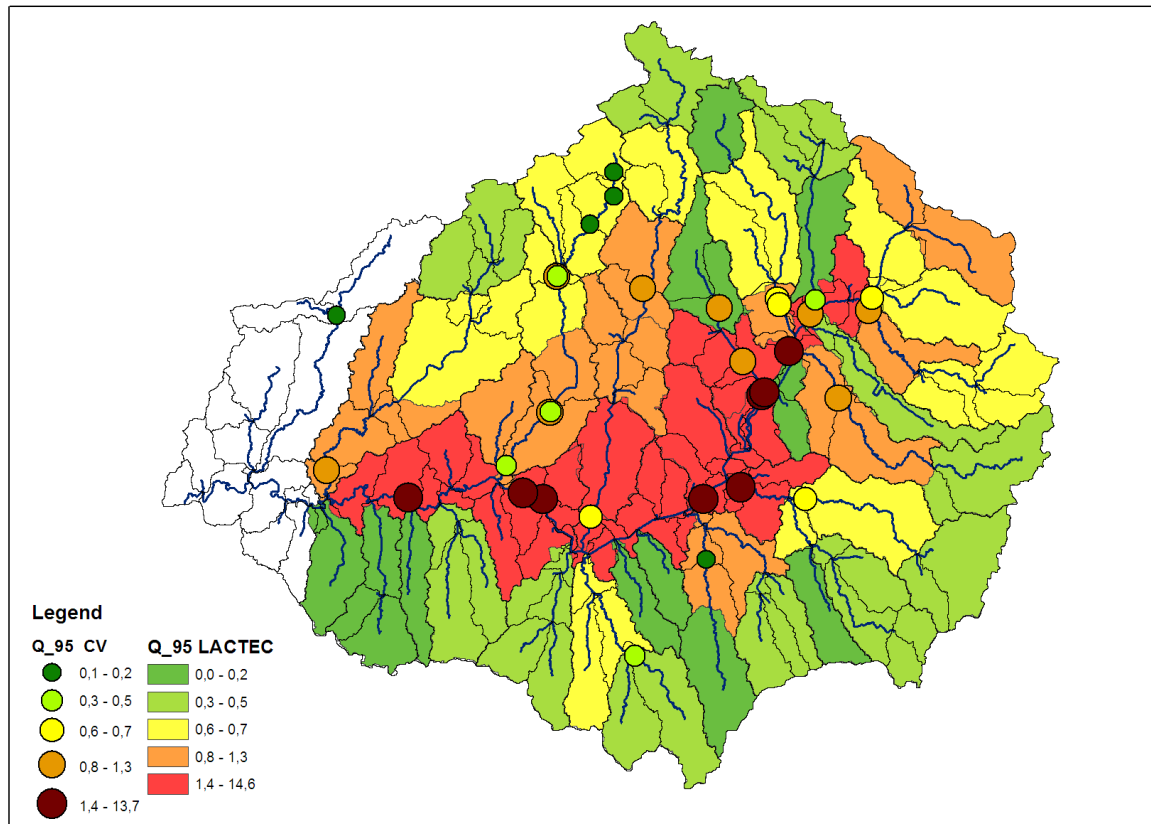 Legend
Q_95 CV
0,1 - 0,2
0,3 - 0,5
0,6 - 0,7
0,8 - 1,3
1,4 - 13,7
Q_95 LACTEC
0,0 - 0,2
0,3 - 0,5
0,6 - 0,7
0,8 - 1,3
1,4 - 14,6